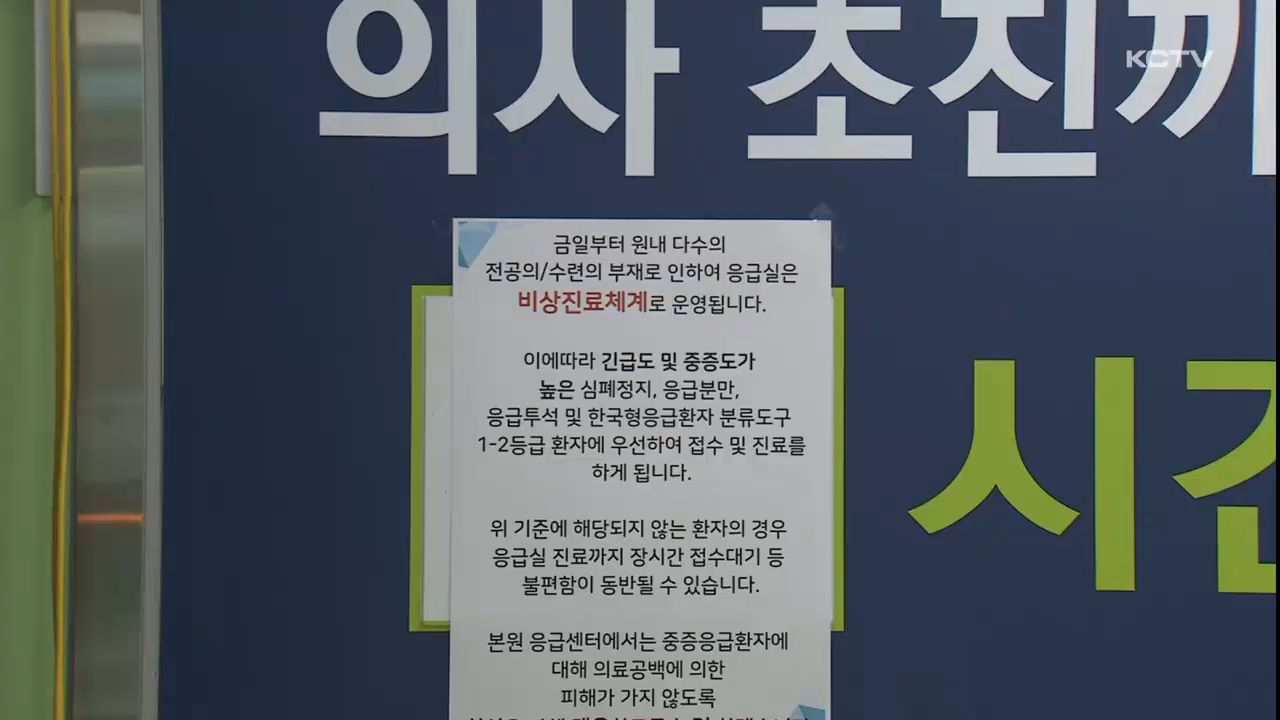 의사 초진까
KCTV
금일부터 원내 다수의
전공의/수련의 부재로 인하여 응급실은
비상진료체계로 운영됩니다.
이에따라 긴급도 및 중증도가
높은 심폐정지, 응급분만,
응급투석 및 한국형응급환자 분류도구
1-2등급 환자에 우선하여 접수 및 진료를
하게 됩니다.
위 기준에 해당되지 않는 환자의 경우
응급실 진료까지 장시간 접수대기 등
불편함이 동반될 수 있습니다.
본원 응급센터에서는 중증응급환자에
대해 의료공백에 의한
피해가 가지 않도록
시간